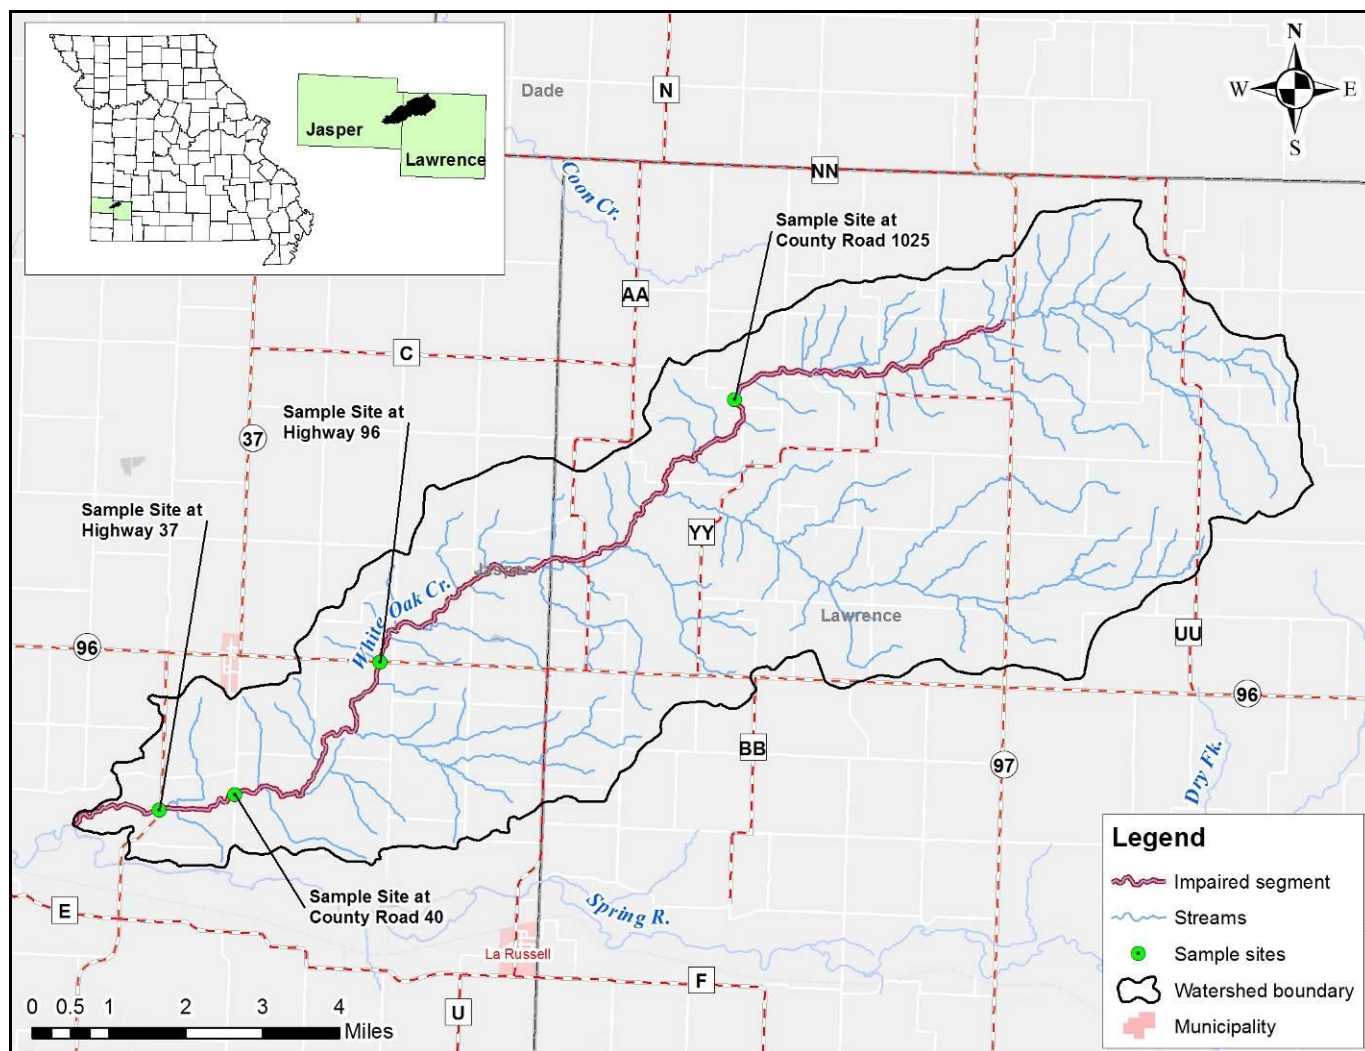 Jasper
Lawrence
Dade
N
N
W
E
S
NN
Coon Cr.
Sample Site at
County Road 1025
AA
C
Sample Site at
Highway 96
37
Sample Site at
Highway 37
YY
Jasper
White Oak Cr.
Lawrence
96
UU
96
BB
97
Dry Fk.
Sample Site at
County Road 40
E
Spring R.
La Russell
F
U
0 0.5 1 2 3 4
Miles
Legend
Impaired segment
Streams
Sample sites
Watershed boundary
Municipality